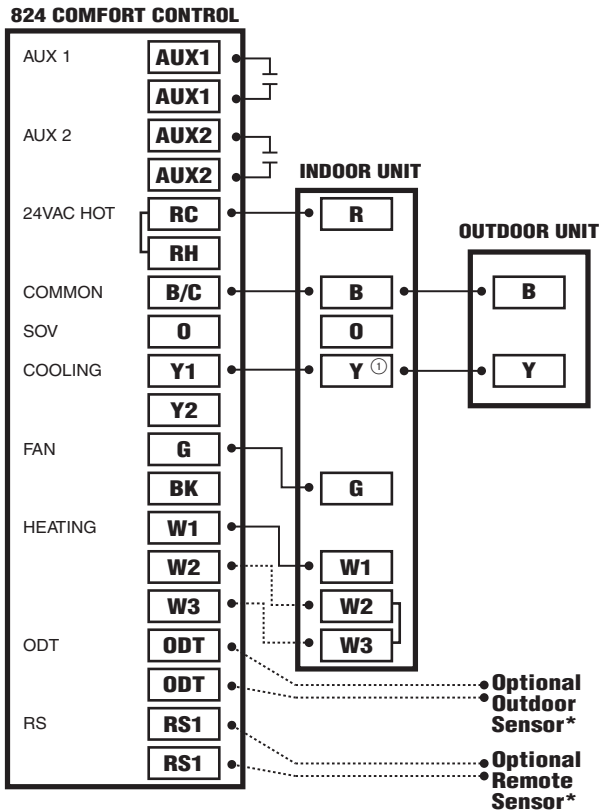 824 COMFORT CONTROL
AUX 1
AUX1
AUX1
AUX 2
AUX2
AUX2
24VAC HOT
RC
RH
COMMON
B/C
SOV
O
COOLING
Y1
Y2
FAN
G
BK
HEATING
W1
W2
W3
ODT
ODT
ODT
RS
RS1
RS1
INDOOR UNIT
R
B
O
Y ①
G
W1
W2
W3
OUTDOOR UNIT
B
Y
Optional
Outdoor
Sensor*
Optional
Remote
Sensor*